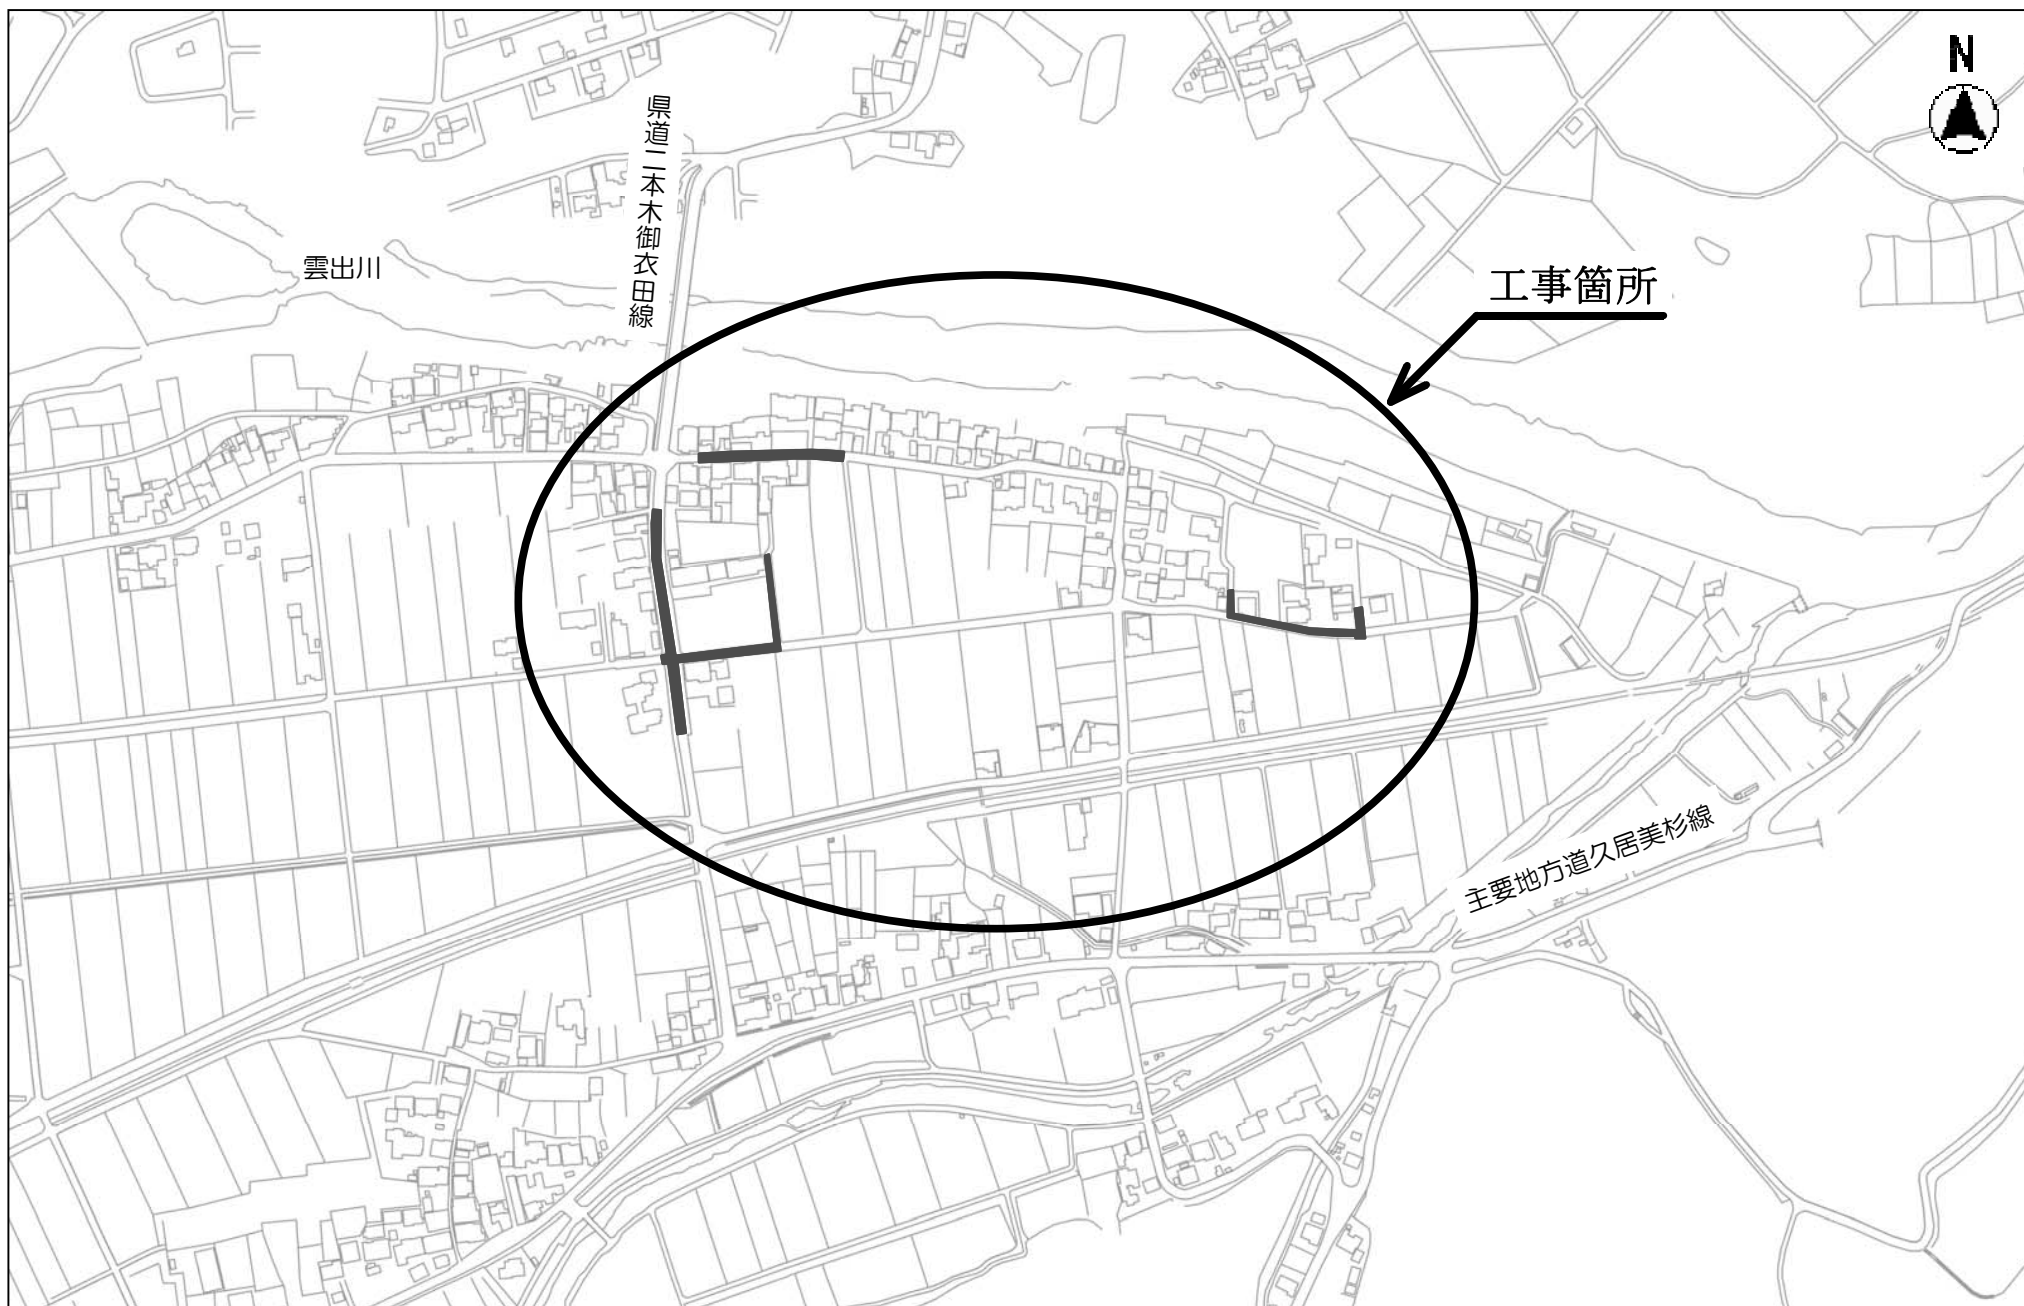 N
県道二本木御衣田線
雲出川
工事箇所
主要地方道久居美杉線